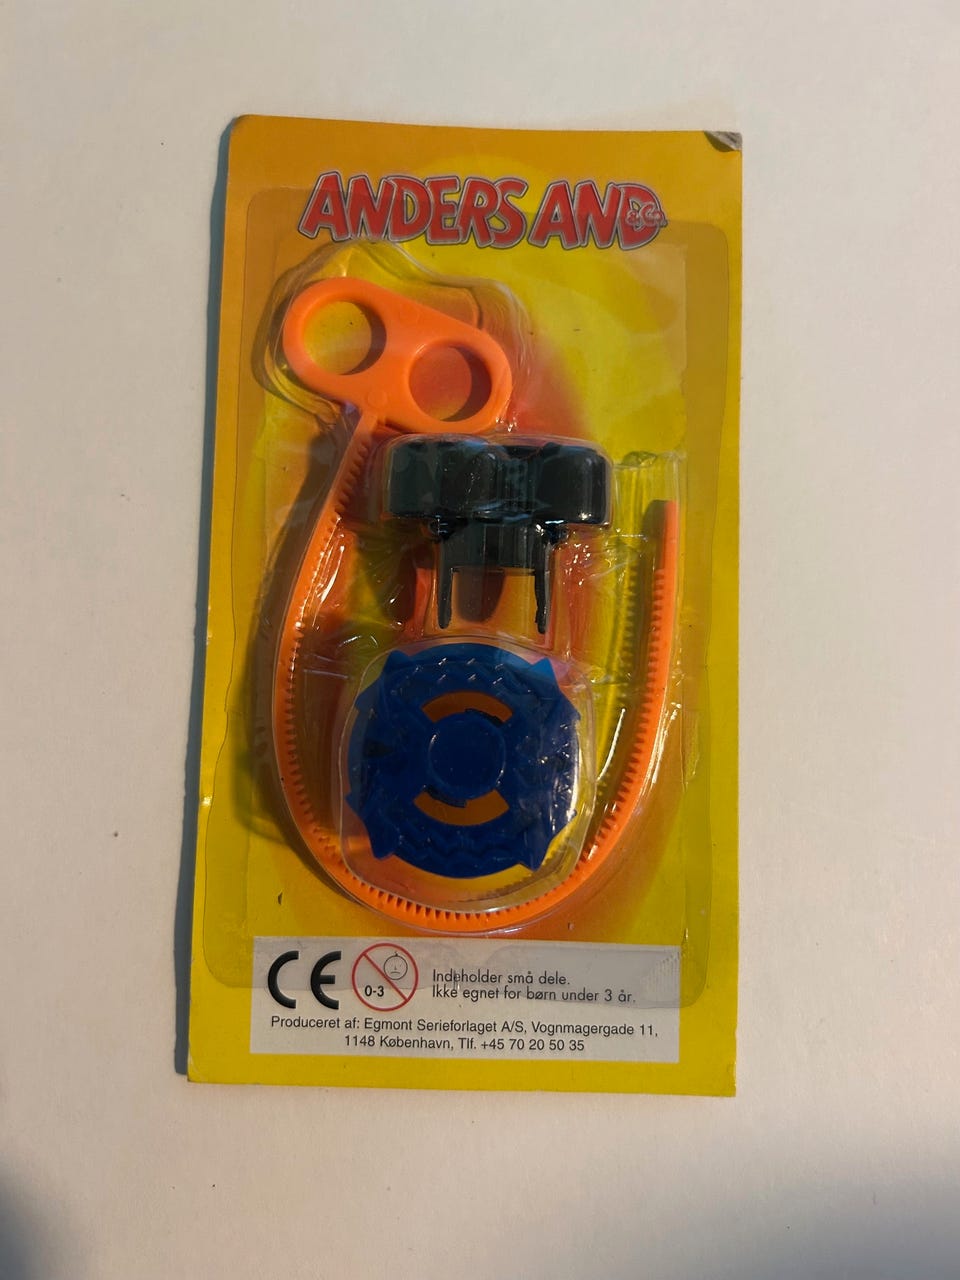 ANDERS AND & Co.
CE
0-3
Indeholder små dele.
Ikke egnet for børn under 3 år.
Produceret af: Egmont Serieforlaget A/S, Vognmagergade 11,
1148 København, Tlf. +45 70 20 50 35